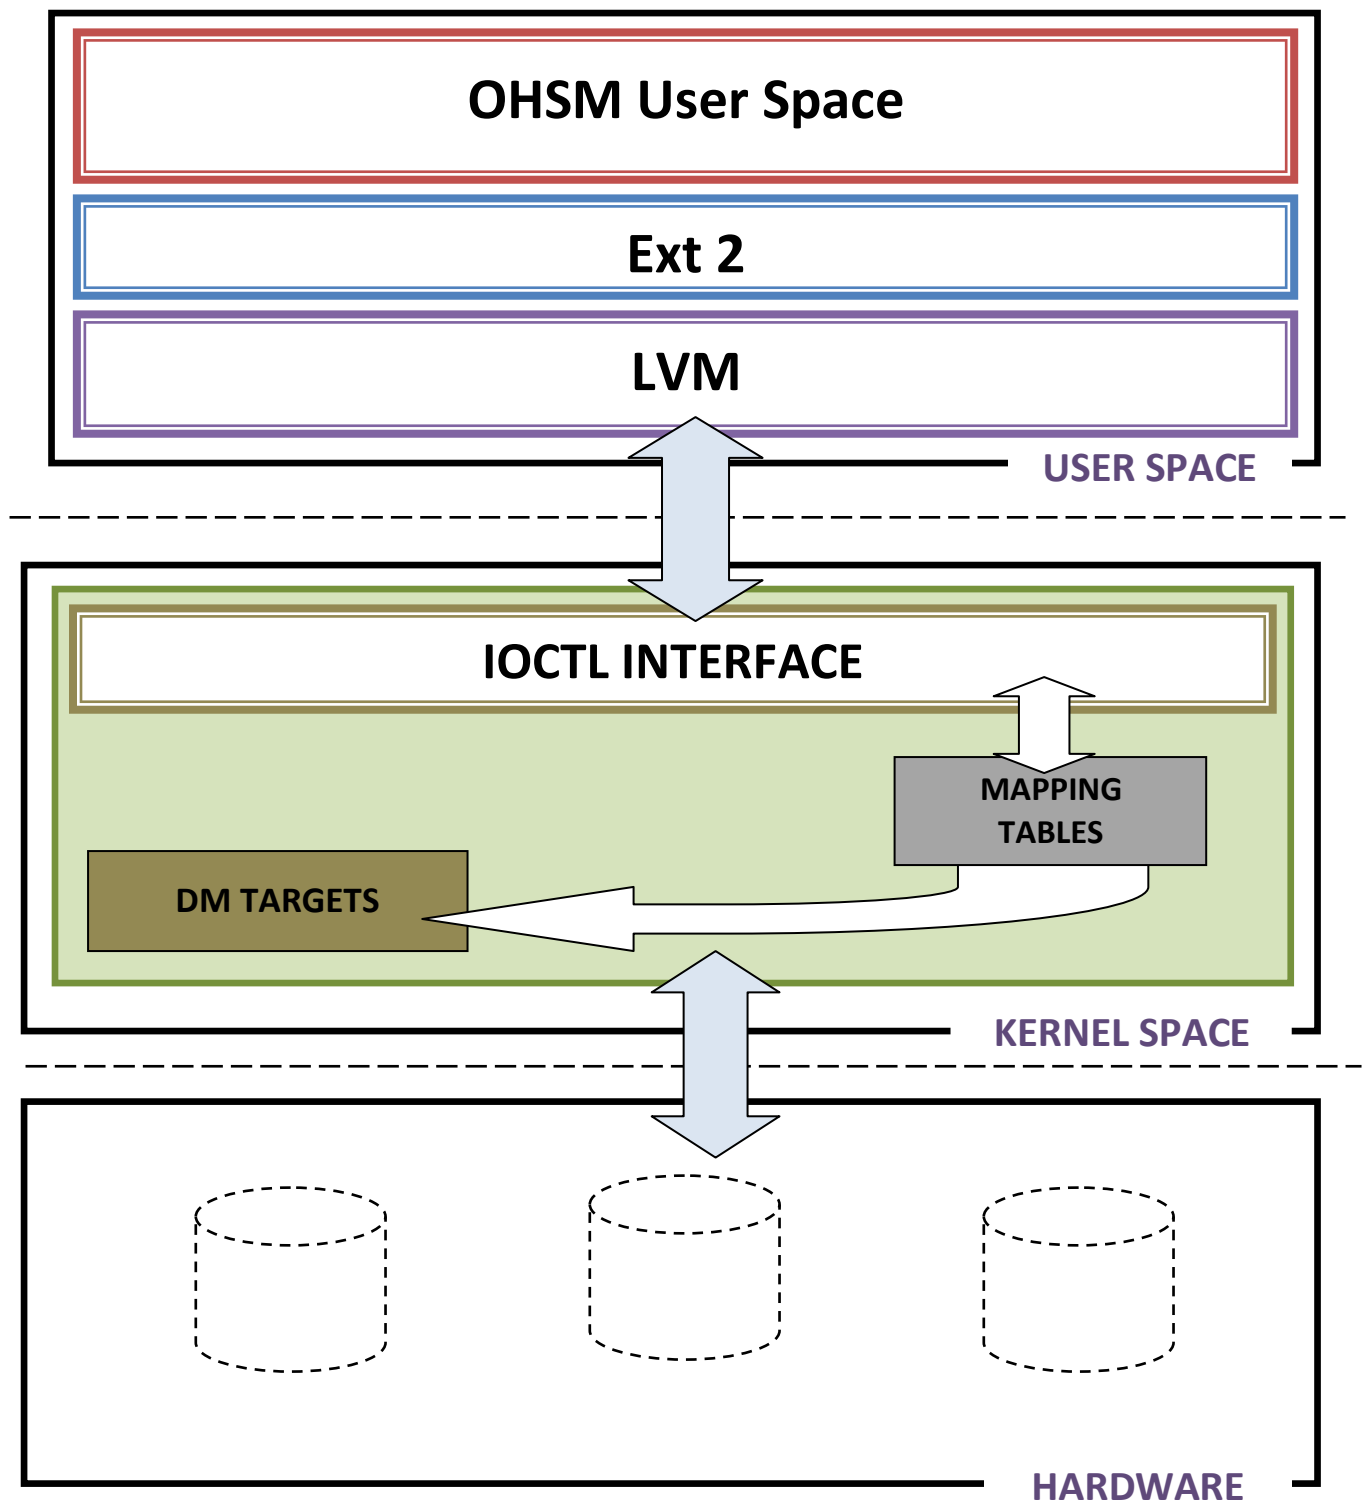 OHSM User Space
Ext 2
LVM
USER SPACE
IOCTL INTERFACE
MAPPING
TABLES
DM TARGETS
KERNEL SPACE
HARDWARE